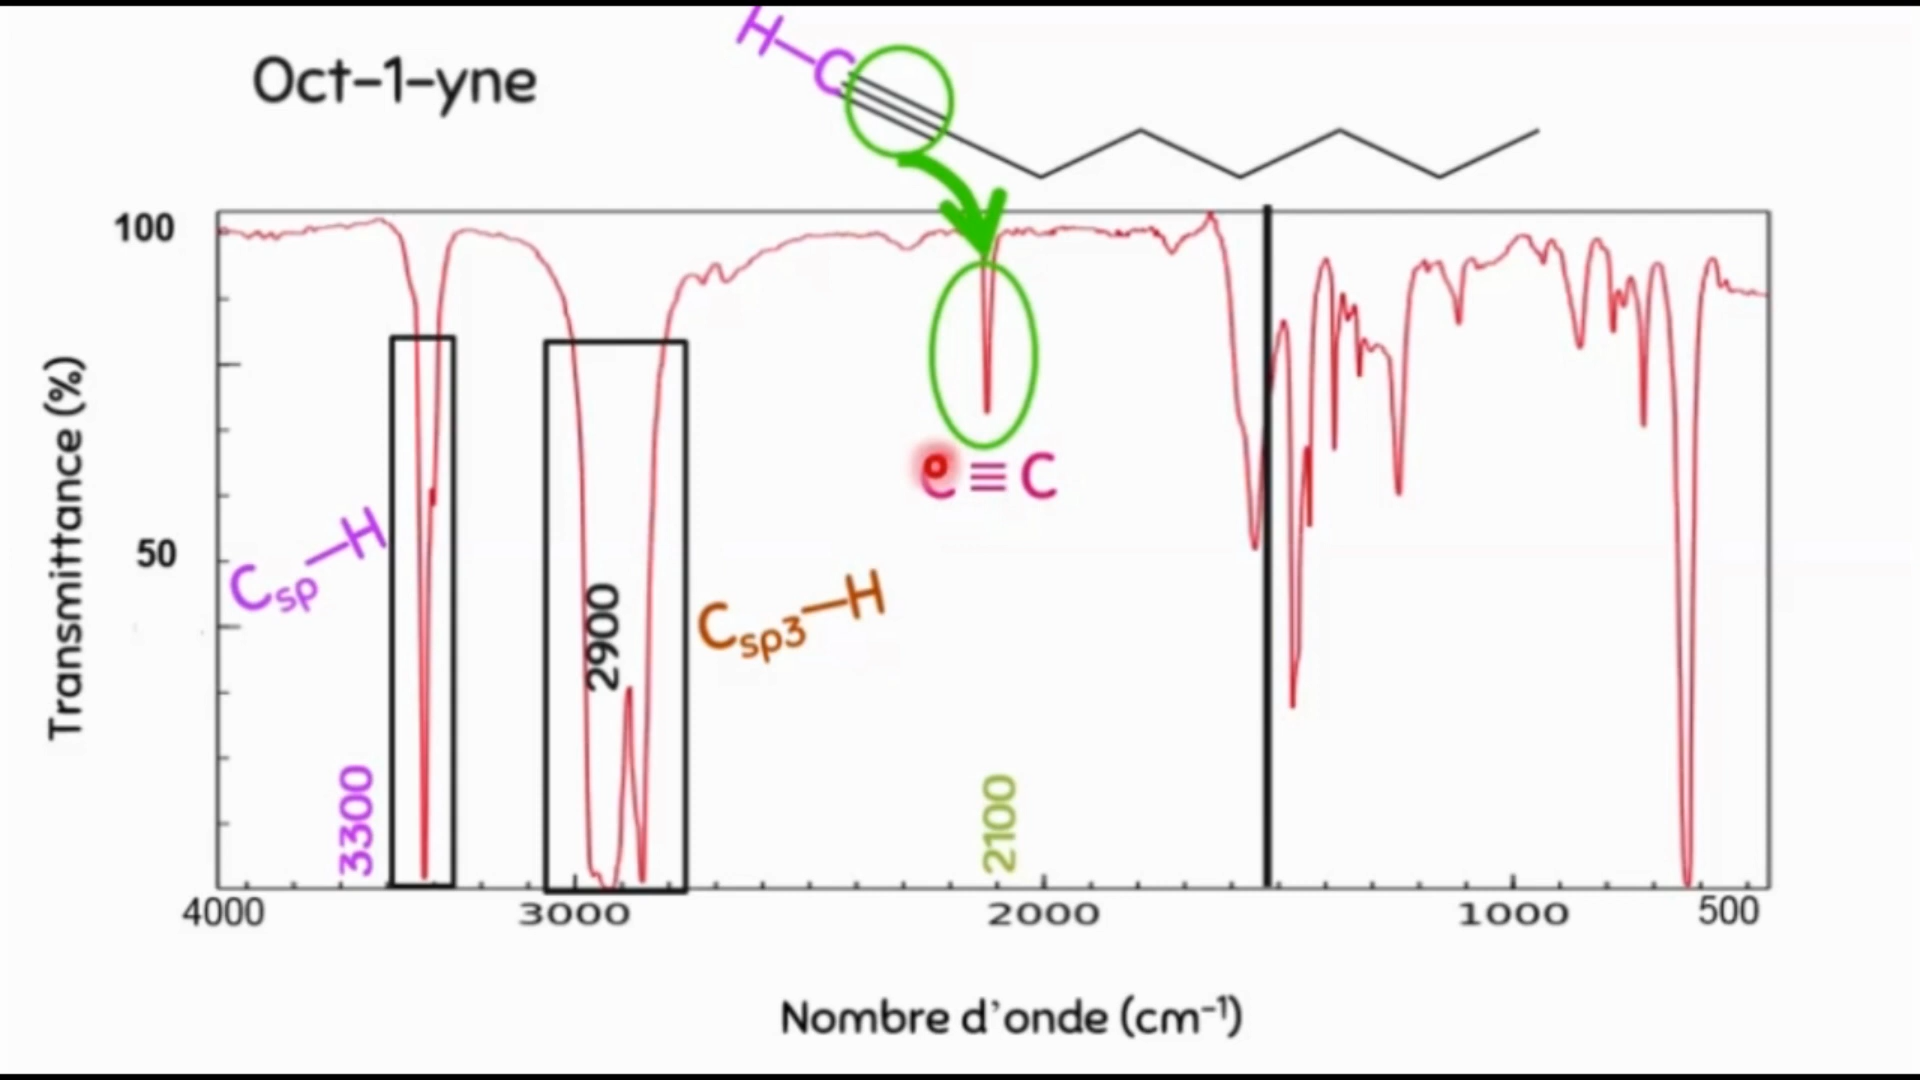 H–C
Oct-1-yne
100
50
Transmittance (%)
Csp–H
3300
2900
Csp3–H
C≡C
2100
4000
3000
2000
1000
500
Nombre d'onde (cm⁻¹)